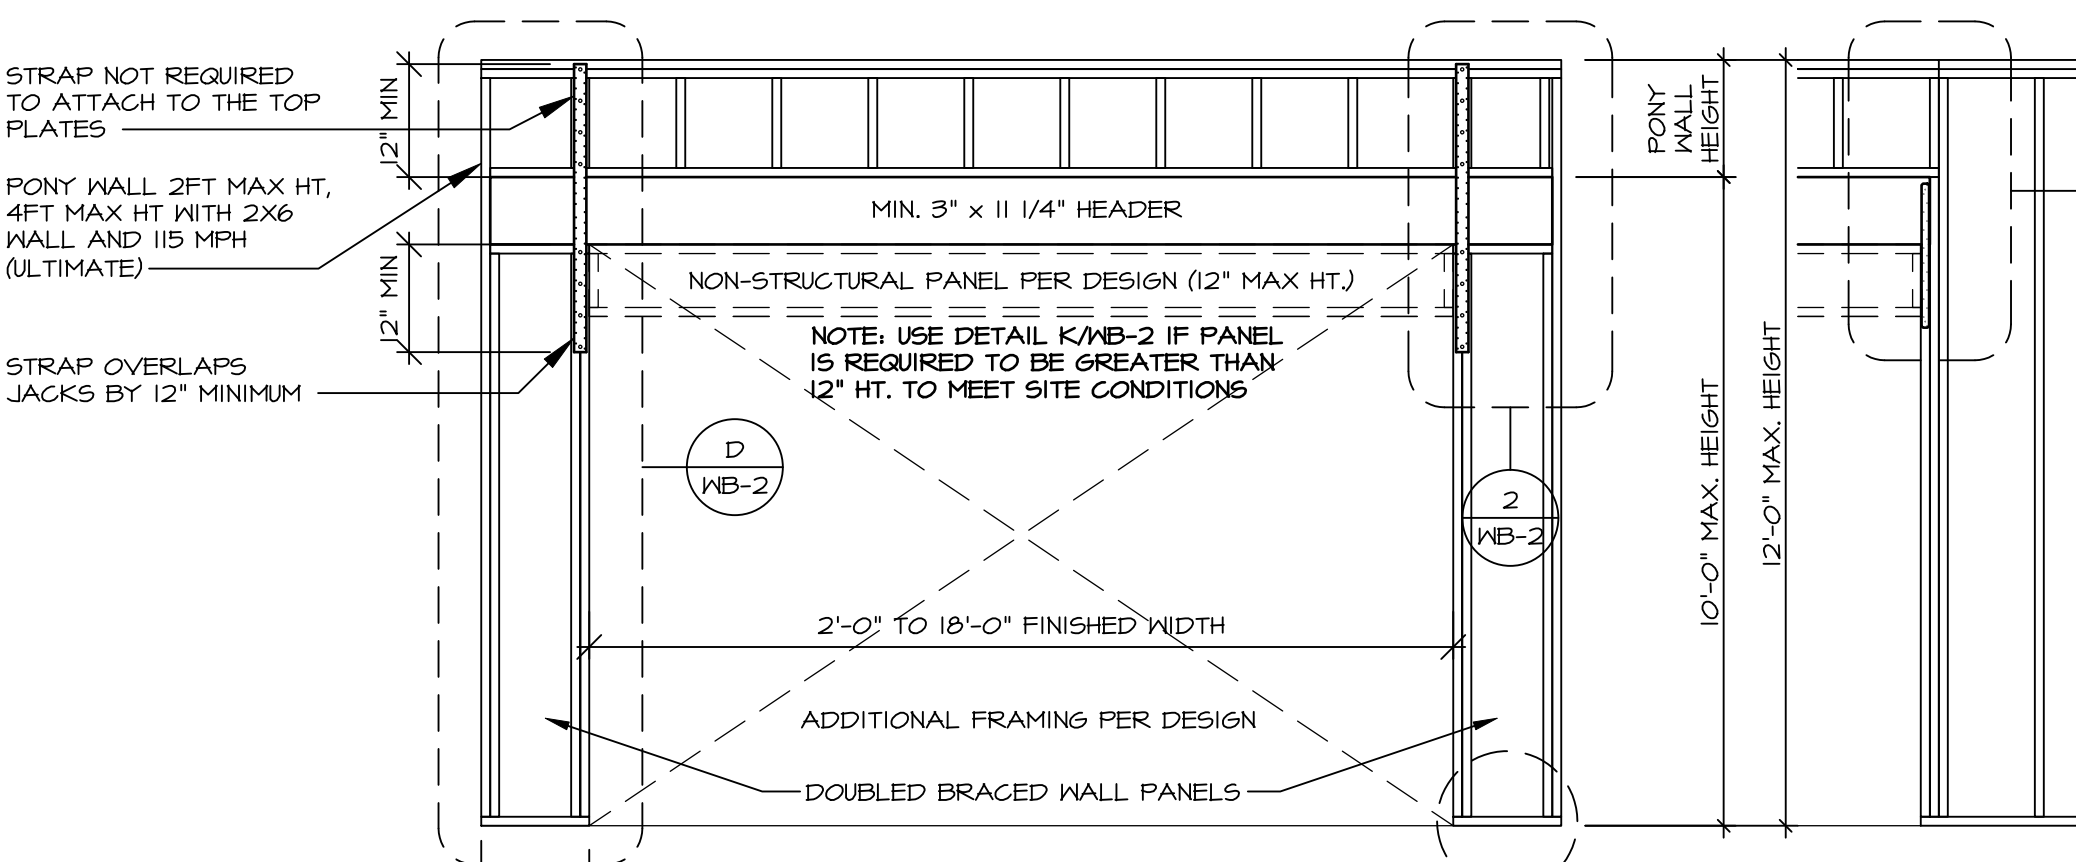 STRAP NOT REQUIRED
TO ATTACH TO THE TOP
PLATES
PONY WALL 2FT MAX HT,
4FT MAX HT WITH 2X6
WALL AND 115 MPH
(ULTIMATE)
STRAP OVERLAPS
JACKS BY 12" MINIMUM
12" MIN
12" MIN
MIN. 3" x 11 1/4" HEADER
NON-STRUCTURAL PANEL PER DESIGN (12" MAX HT.)
NOTE: USE DETAIL K/WB-2 IF PANEL
IS REQUIRED TO BE GREATER THAN
12" HT. TO MEET SITE CONDITIONS
D
WB-2
2
WB-2
2'-0" TO 18'-0" FINISHED WIDTH
ADDITIONAL FRAMING PER DESIGN
DOUBLED BRACED WALL PANELS
PONY
WALL
HEIGHT
10'-0" MAX. HEIGHT
12'-0" MAX. HEIGHT